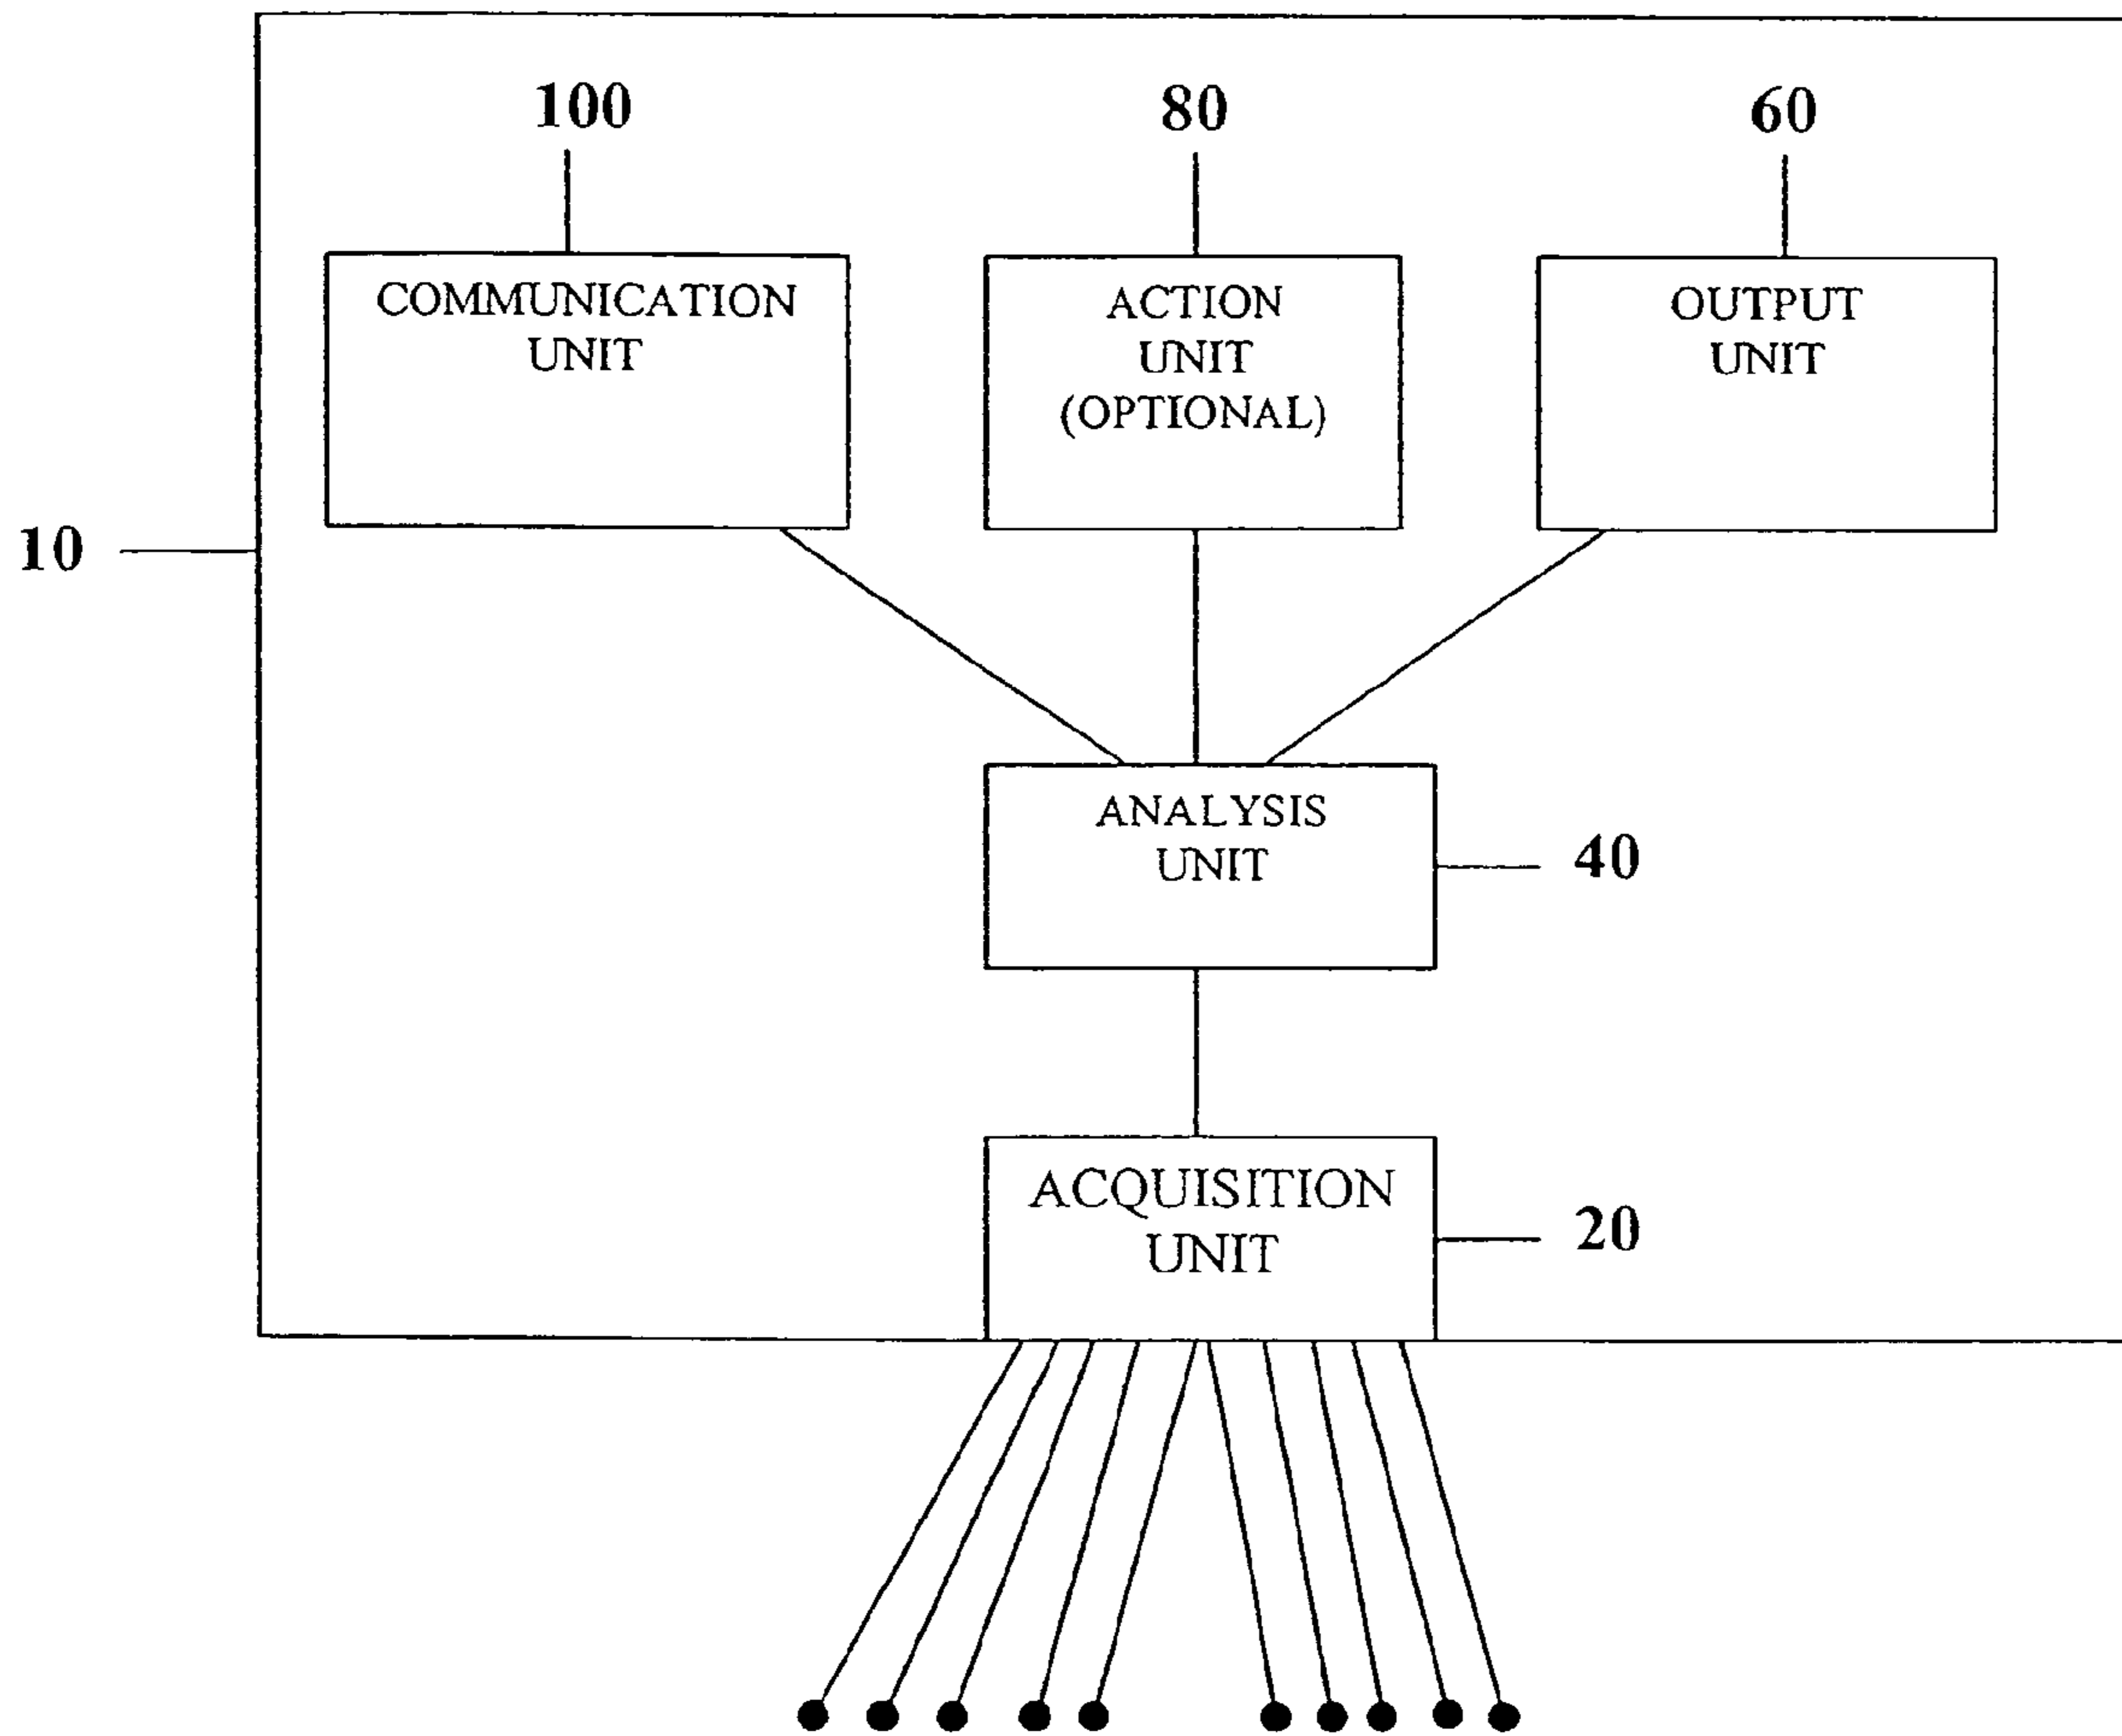 100
80
60
COMMUNICATION
UNIT
ACTION
UNIT
(OPTIONAL)
OUTPUT
UNIT
10
ANALYSIS
UNIT
40
ACQUISITION
UNIT
20